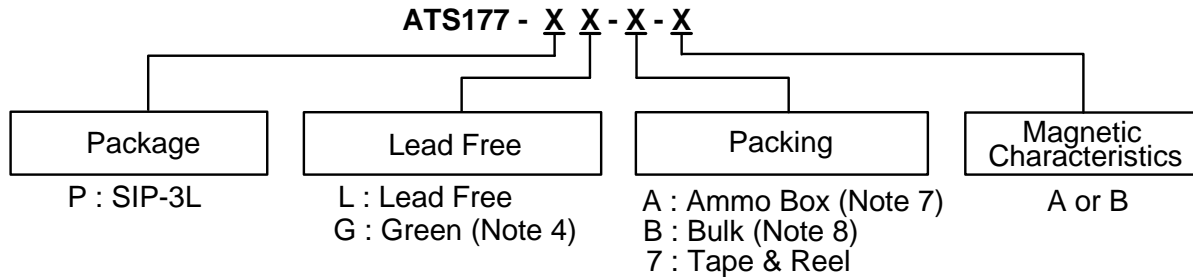 ATS177 - X X - X - X
Package
Lead Free
Packing
Magnetic
Characteristics
P : SIP-3L
L : Lead Free
G : Green (Note 4)
A : Ammo Box (Note 7)
B : Bulk (Note 8)
7 : Tape & Reel
A or B